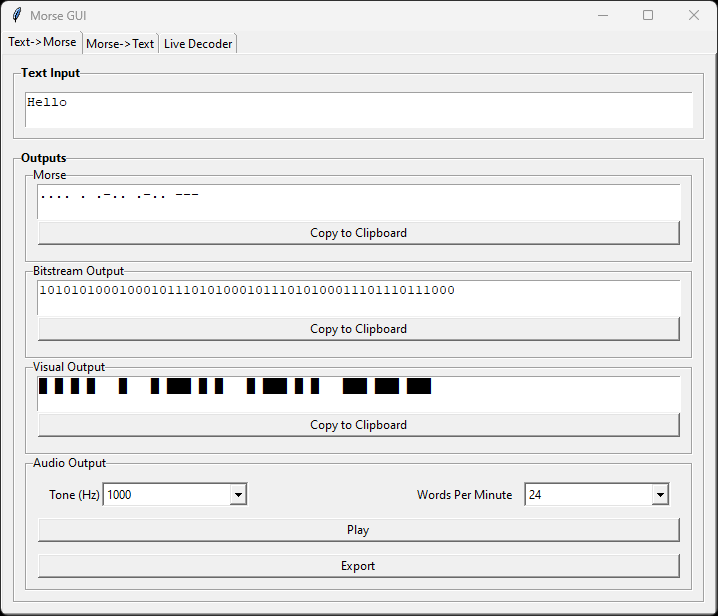 Morse GUI
Text->Morse Morse->Text Live Decoder
Text Input
Hello
Outputs
Morse
.... . .-.. .-.. ---
Copy to Clipboard
Bitstream Output
1010101000100010111010100010111010100011101110111000
Copy to Clipboard
Visual Output
Copy to Clipboard
Audio Output
Tone (Hz) 1000 Words Per Minute 24
Play
Export